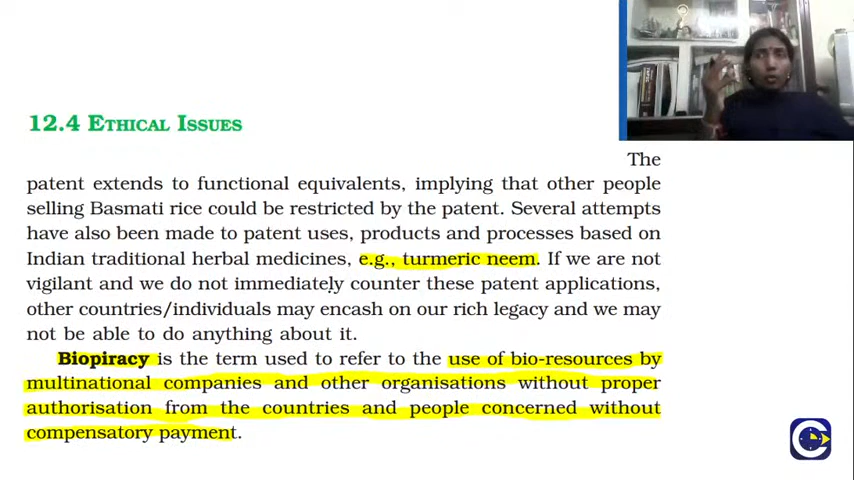 12.4 ETHICAL ISSUES
The
patent extends to functional equivalents, implying that other people
selling Basmati rice could be restricted by the patent. Several attempts
have also been made to patent uses, products and processes based on
Indian traditional herbal medicines, e.g., turmeric neem. If we are not
vigilant and we do not immediately counter these patent applications,
other countries/individuals may encash on our rich legacy and we may
not be able to do anything about it.
Biopiracy is the term used to refer to the use of bio-resources by
multinational companies and other organisations without proper
authorisation from the countries and people concerned without
compensatory payment.